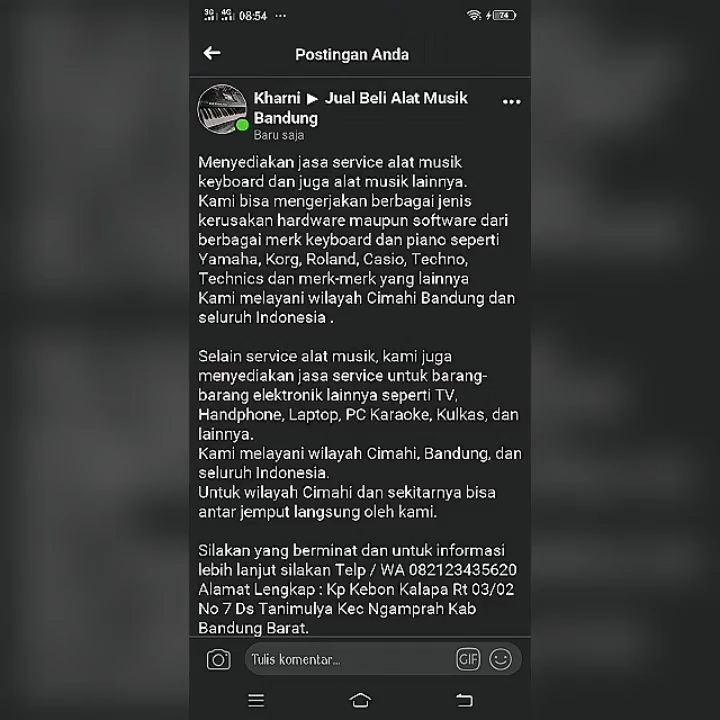 3G 4G 08:54 ... 74
Postingan Anda
Kharni ▶ Jual Beli Alat Musik
Bandung
Baru saja
Menyediakan jasa service alat musik
keyboard dan juga alat musik lainnya.
Kami bisa mengerjakan berbagai jenis
kerusakan hardware maupun software dari
berbagai merk keyboard dan piano seperti
Yamaha, Korg, Roland, Casio, Techno,
Technics dan merk-merk yang lainnya
Kami melayani wilayah Cimahi Bandung dan
seluruh Indonesia .
Selain service alat musik, kami juga
menyediakan jasa service untuk barang-
barang elektronik lainnya seperti TV,
Handphone, Laptop, PC Karaoke, Kulkas, dan
lainnya.
Kami melayani wilayah Cimahi, Bandung, dan
seluruh Indonesia.
Untuk wilayah Cimahi dan sekitarnya bisa
antar jemput langsung oleh kami.
Silakan yang berminat dan untuk informasi
lebih lanjut silakan Telp / WA 082123435620
Alamat Lengkap : Kp Kebon Kalapa Rt 03/02
No 7 Ds Tanimulya Kec Ngamprah Kab
Bandung Barat.
Tulis komentar... GIF